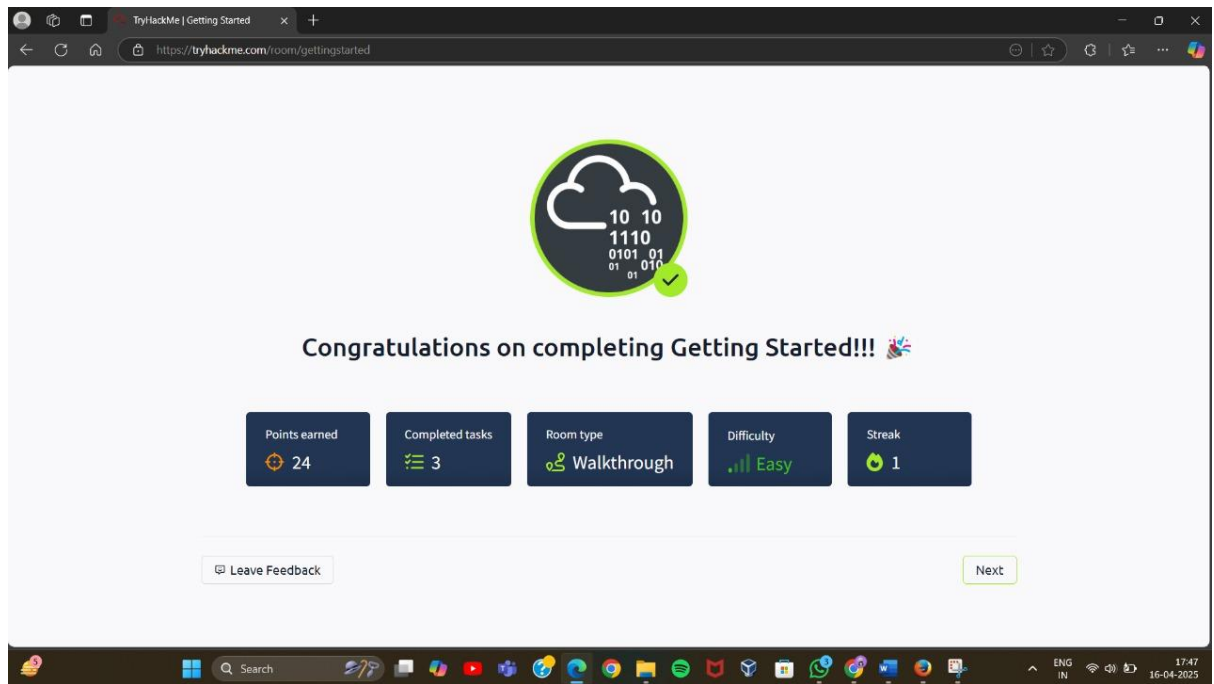 TryHackMe | Getting Started
https://tryhackme.com/room/gettingstarted
10 10
1110
0101 01
01 010
01
Congratulations on completing Getting Started!!! 🎉
Points earned
24
Completed tasks
3
Room type
Walkthrough
Difficulty
Easy
Streak
1
Leave Feedback
Next
Search
ENG
IN
17:47
16-04-2025